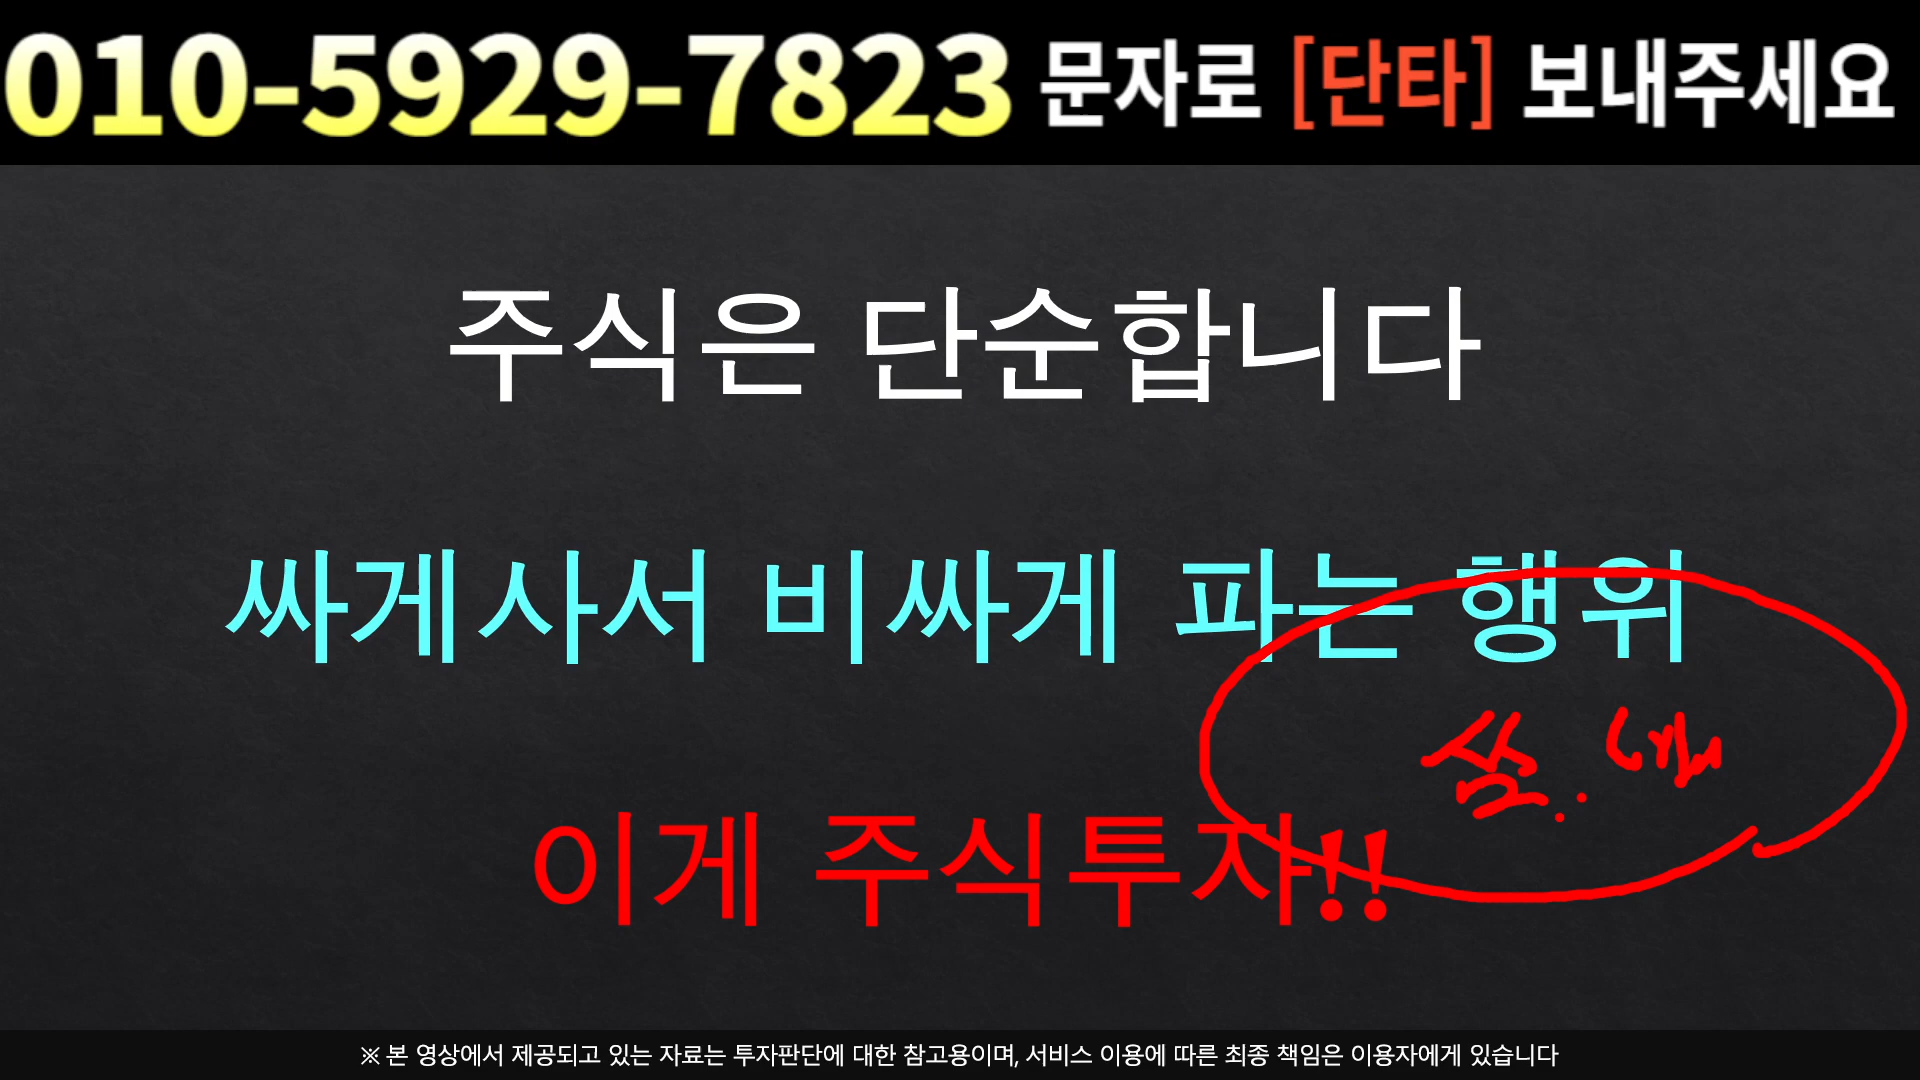 010-5929-7823 문자로 [단타] 보내주세요
주식은 단순합니다
싸게사서 비싸게 파는 행위
이게 주식투자!!
※ 본 영상에서 제공되고 있는 자료는 투자판단에 대한 참고용이며, 서비스 이용에 따른 최종 책임은 이용자에게 있습니다